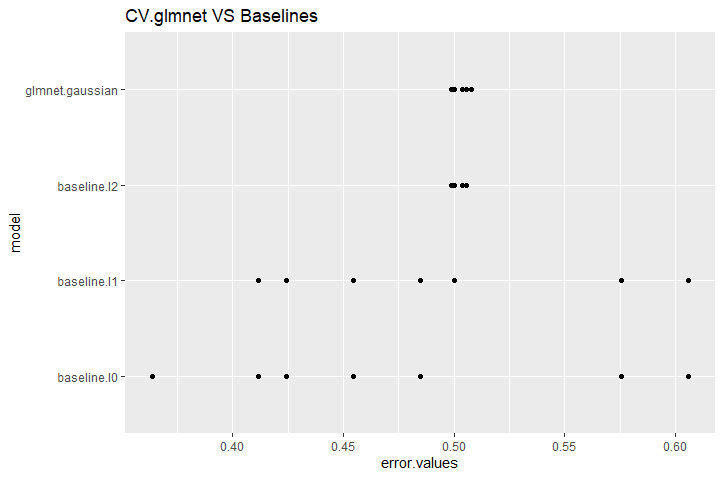 CV.glmnet VS Baselines
glmnet.gaussian
baseline.l2
baseline.l1
baseline.l0
model
0.40 0.45 0.50 0.55 0.60
error.values